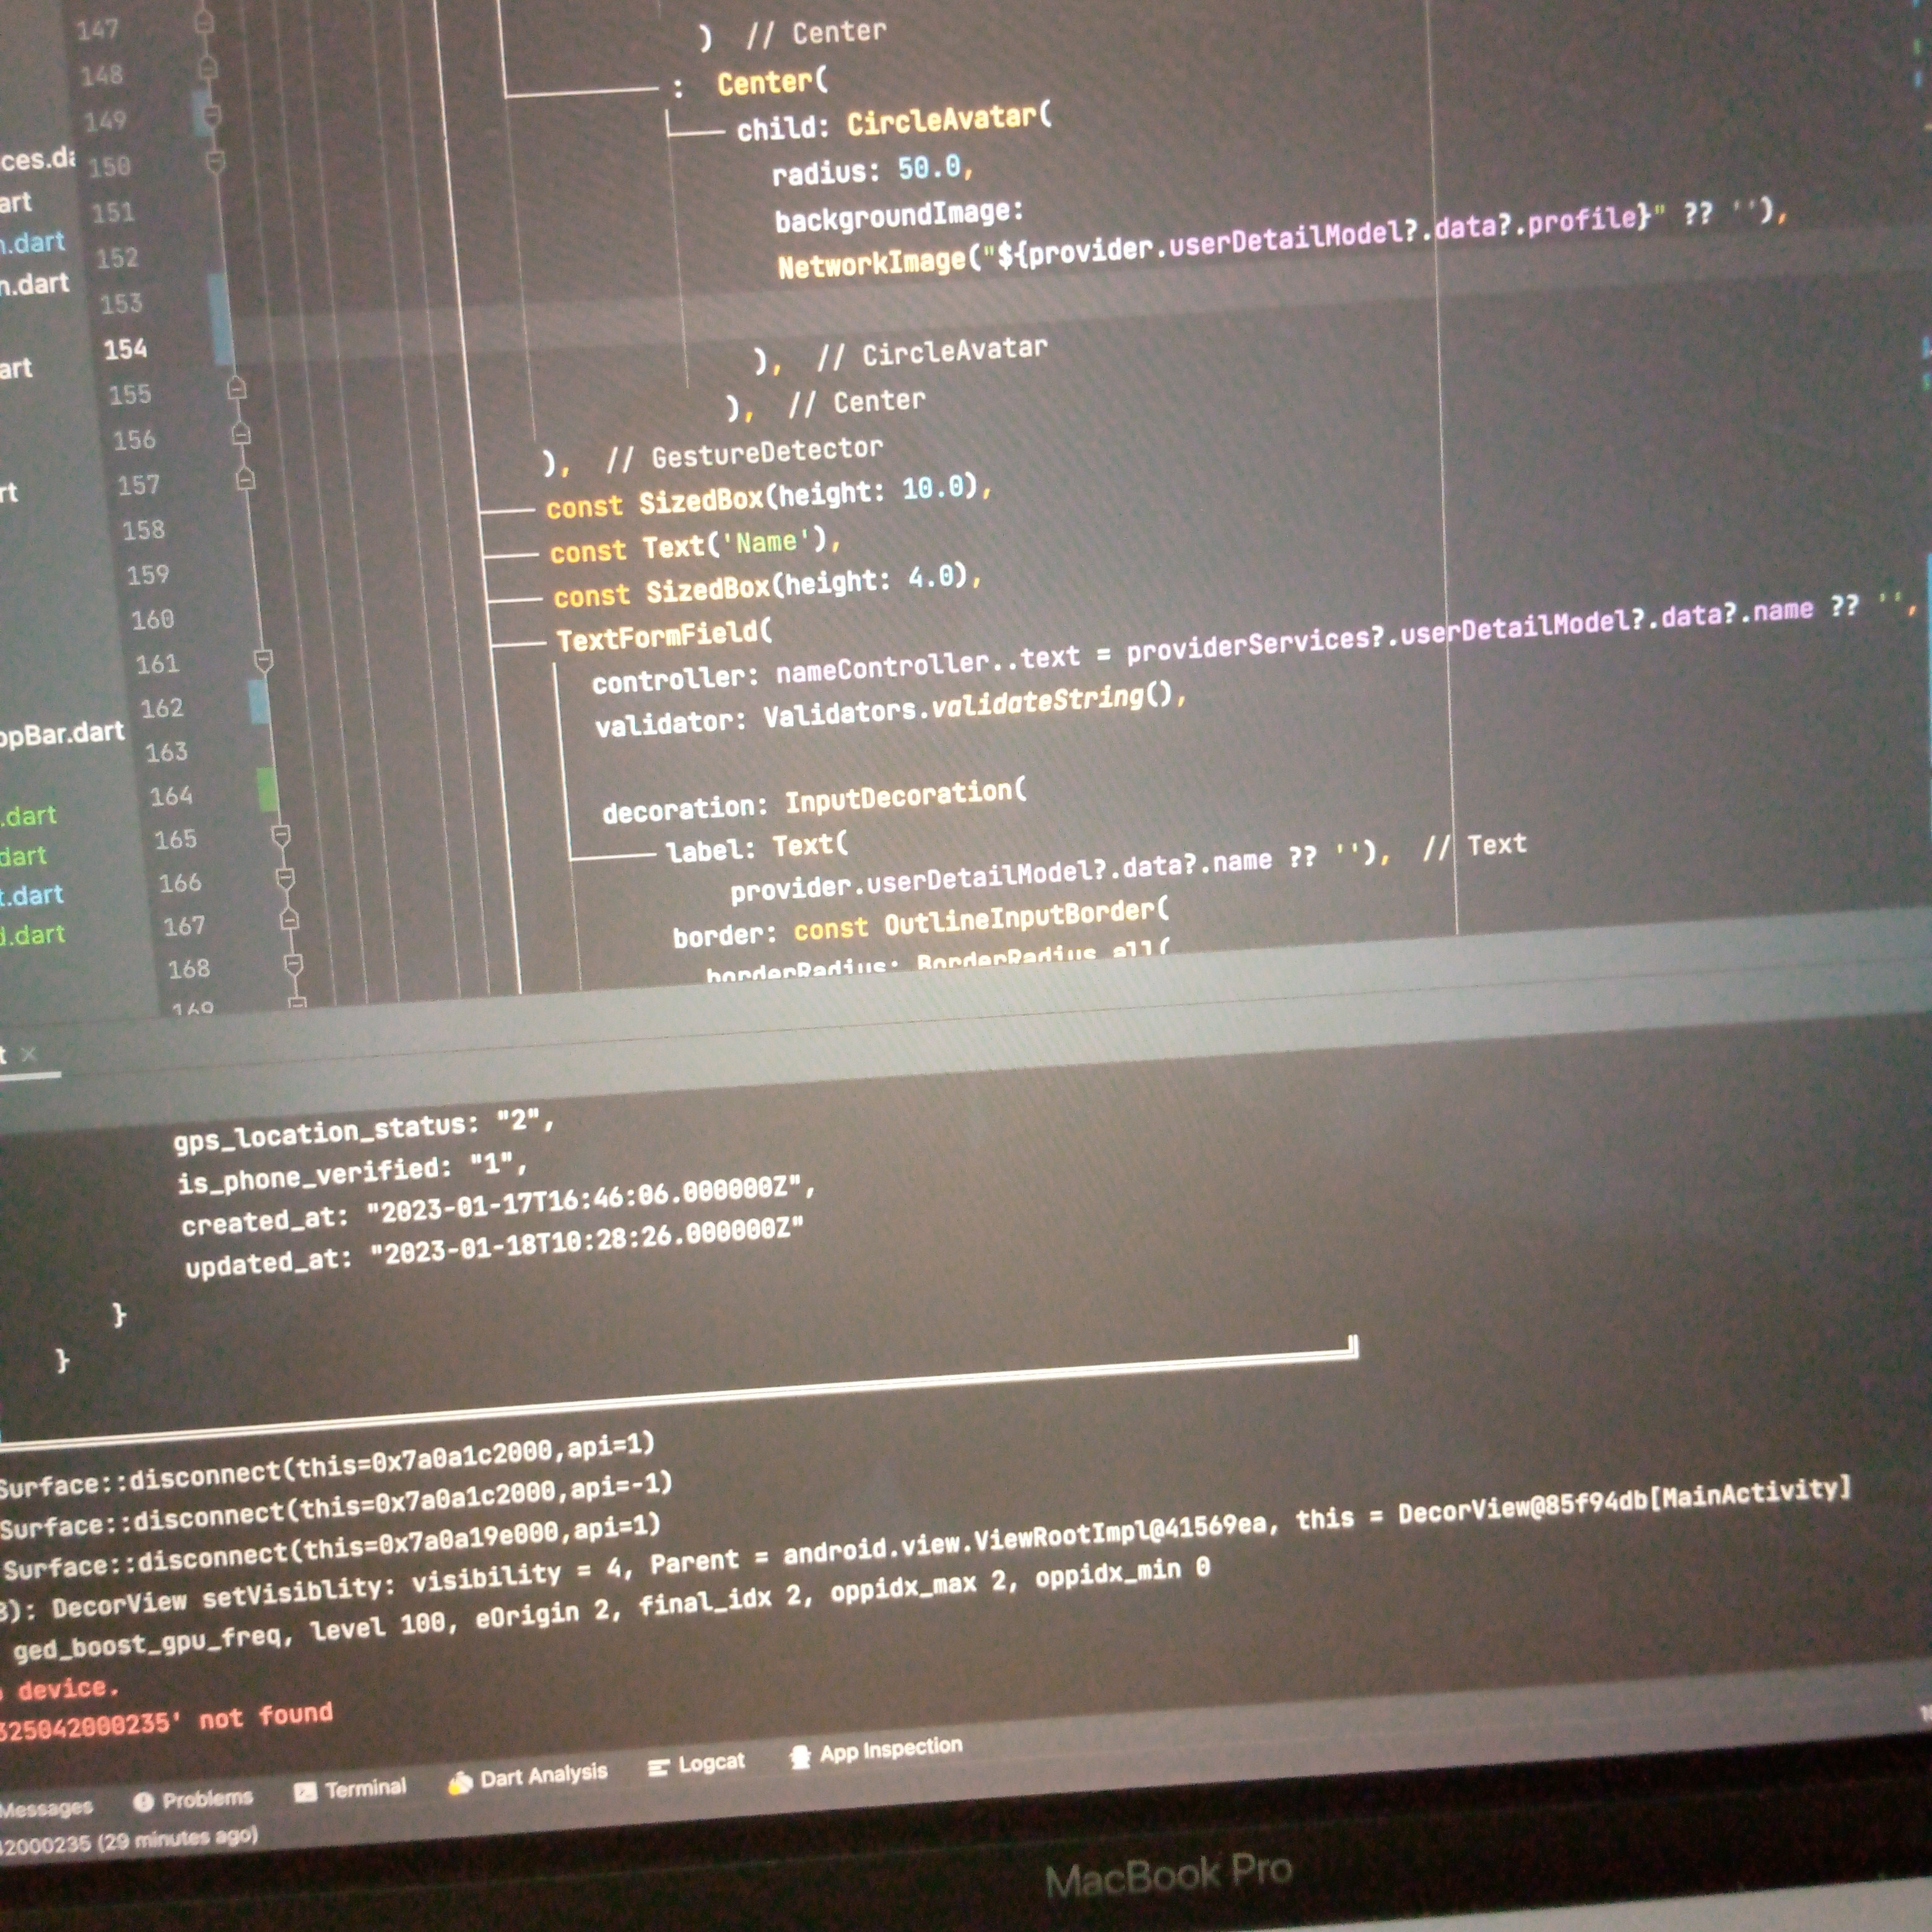 147
148
149
150
151
152
153
154
155
156
157
158
159
160
161
162
163
164
165
166
167
168
169
ces.da
art
n.dart
n.dart
art
rt
opBar.dart
.dart
dart
t.dart
d.dart
) // Center
: Center(
child: CircleAvatar(
radius: 50.0,
backgroundImage:
NetworkImage("${provider.userDetailModel?.data?.profile}" ?? ''),
), // CircleAvatar
), // Center
), // GestureDetector
const SizedBox(height: 10.0),
const Text('Name'),
const SizedBox(height: 4.0),
TextFormField(
controller: nameController..text = providerServices?.userDetailModel?.data?.name ?? '',
validator: Validators.validateString(),
decoration: InputDecoration(
label: Text(
provider.userDetailModel?.data?.name ?? ''), // Text
border: const OutlineInputBorder(
borderRadius: BorderRadius.all(
t ×
gps_location_status: "2",
is_phone_verified: "1",
created_at: "2023-01-17T16:46:06.000000Z",
updated_at: "2023-01-18T10:28:26.000000Z"
}
}
Surface::disconnect(this=0x7a0a1c2000,api=1)
Surface::disconnect(this=0x7a0a1c2000,api=-1)
Surface::disconnect(this=0x7a0a19e000,api=1)
3): DecorView setVisiblity: visibility = 4, Parent = android.view.ViewRootImpl@41569ea, this = DecorView@85f94db[MainActivity]
ged_boost_gpu_freq, level 100, eOrigin 2, final_idx 2, oppidx_max 2, oppidx_min 0
device.
325042000235' not found
Messages Problems Terminal Dart Analysis Logcat App Inspection
42000235 (29 minutes ago)
MacBook Pro